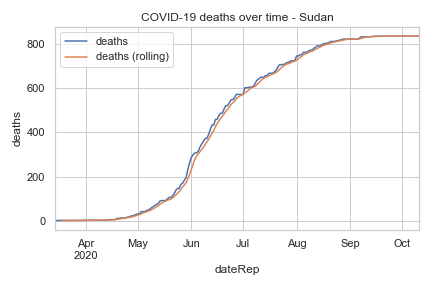 COVID-19 deaths over time - Sudan
deaths
deaths (rolling)
deaths
800
600
400
200
0
Apr May Jun Jul Aug Sep Oct
2020
dateRep